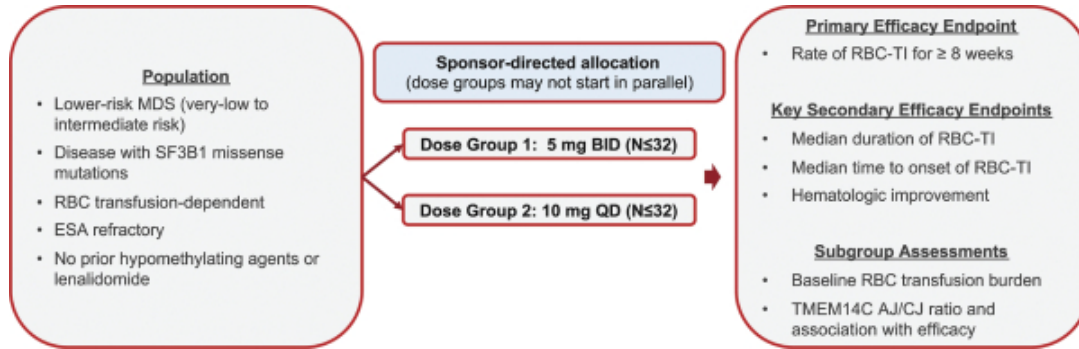 Population
• Lower-risk MDS (very-low to
intermediate risk)
• Disease with SF3B1 missense
mutations
• RBC transfusion-dependent
• ESA refractory
• No prior hypomethylating agents or
lenalidomide
Sponsor-directed allocation
(dose groups may not start in parallel)
Dose Group 1: 5 mg BID (N≤32)
Dose Group 2: 10 mg QD (N≤32)
Primary Efficacy Endpoint
• Rate of RBC-TI for ≥ 8 weeks
Key Secondary Efficacy Endpoints
• Median duration of RBC-TI
• Median time to onset of RBC-TI
• Hematologic improvement
Subgroup Assessments
• Baseline RBC transfusion burden
• TMEM14C AJ/CJ ratio and
association with efficacy